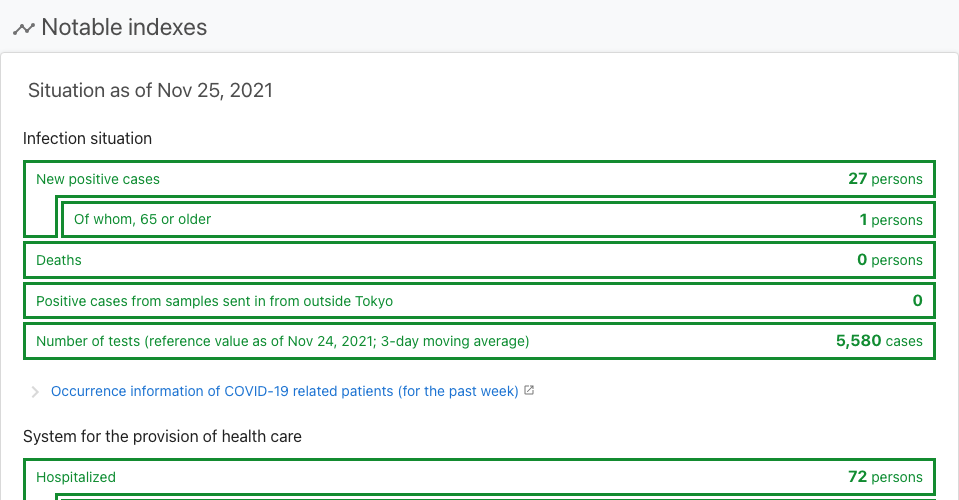 Notable indexes
Situation as of Nov 25, 2021
Infection situation
New positive cases 27 persons
Of whom, 65 or older 1 persons
Deaths 0 persons
Positive cases from samples sent in from outside Tokyo 0
Number of tests (reference value as of Nov 24, 2021; 3-day moving average) 5,580 cases
Occurrence information of COVID-19 related patients (for the past week)
System for the provision of health care
Hospitalized 72 persons